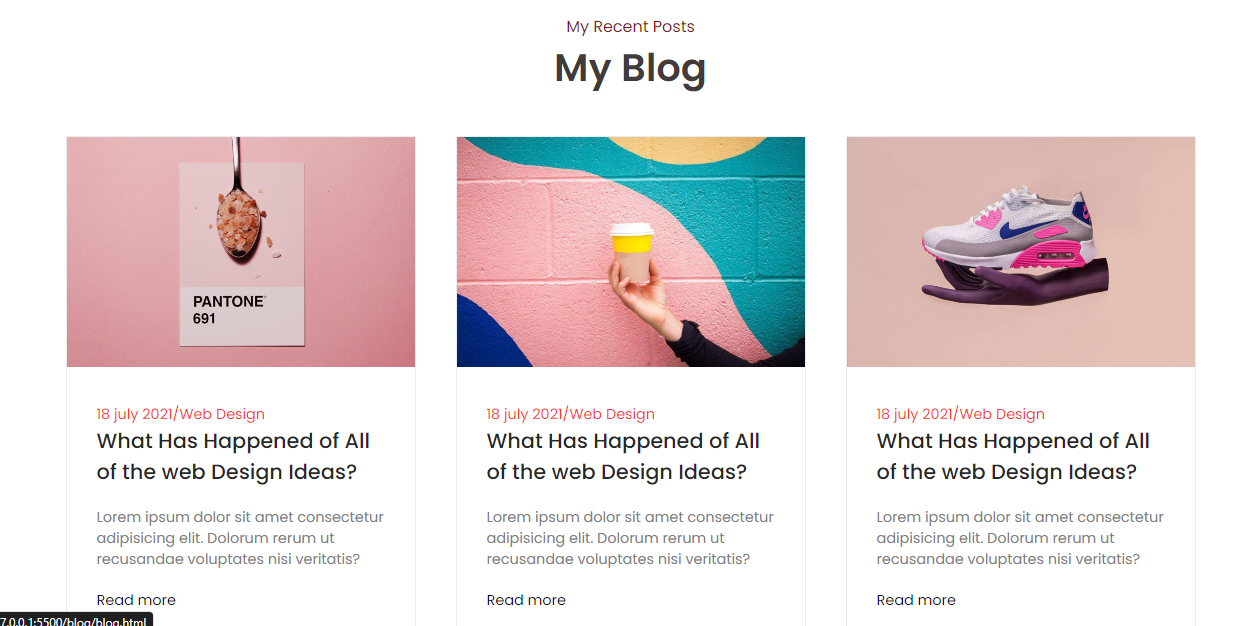 My Recent Posts
My Blog
PANTONE
691
18 july 2021/Web Design
What Has Happened of All
of the web Design Ideas?
Lorem ipsum dolor sit amet consectetur
adipisicing elit. Dolorum rerum ut
recusandae voluptates nisi veritatis?
Read more
18 july 2021/Web Design
What Has Happened of All
of the web Design Ideas?
Lorem ipsum dolor sit amet consectetur
adipisicing elit. Dolorum rerum ut
recusandae voluptates nisi veritatis?
Read more
18 july 2021/Web Design
What Has Happened of All
of the web Design Ideas?
Lorem ipsum dolor sit amet consectetur
adipisicing elit. Dolorum rerum ut
recusandae voluptates nisi veritatis?
Read more
7.0.0.1:5500/blog/blog.html